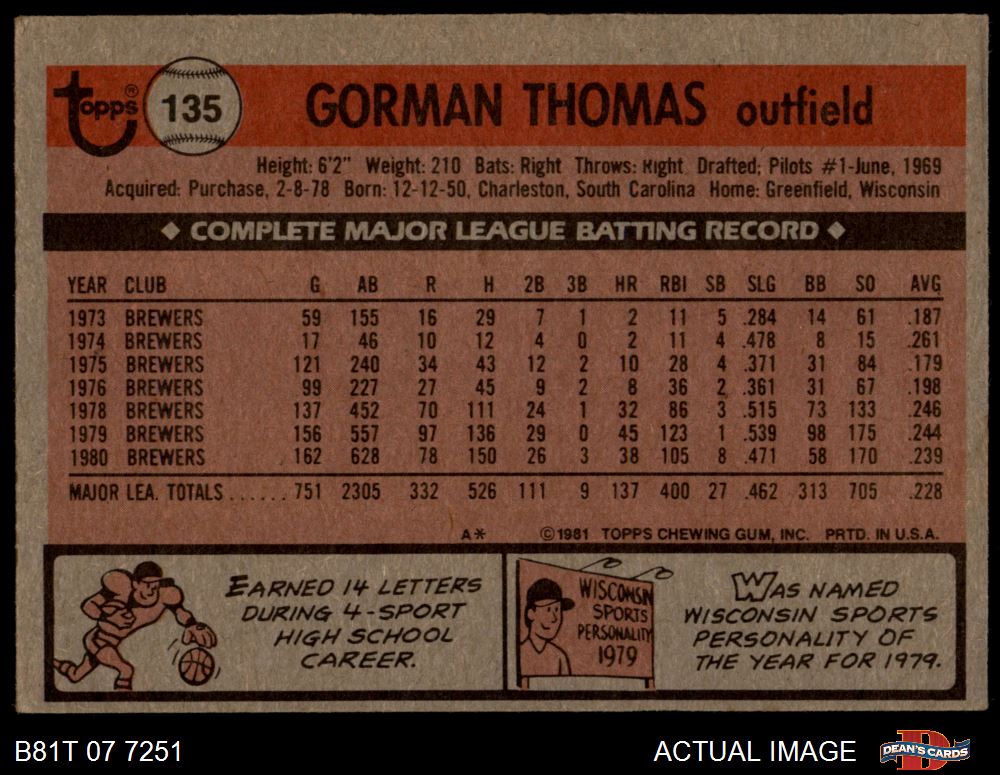 Topps® 135 GORMAN THOMAS outfield
Height: 6'2" Weight: 210 Bats: Right Throws: Right Drafted; Pilots #1-June, 1969
Acquired: Purchase, 2-8-78 Born: 12-12-50, Charleston, South Carolina Home: Greenfield, Wisconsin
◆ COMPLETE MAJOR LEAGUE BATTING RECORD ◆
YEAR CLUB G AB R H 2B 3B HR RBI SB SLG BB SO AVG
1973 BREWERS 59 155 16 29 7 1 2 11 5 .284 14 61 .187
1974 BREWERS 17 46 10 12 4 0 2 11 4 .478 8 15 .261
1975 BREWERS 121 240 34 43 12 2 10 28 4 .371 31 84 .179
1976 BREWERS 99 227 27 45 9 2 8 36 2 .361 31 67 .198
1978 BREWERS 137 452 70 111 24 1 32 86 3 .515 73 133 .246
1979 BREWERS 156 557 97 136 29 0 45 123 1 .539 98 175 .244
1980 BREWERS 162 628 78 150 26 3 38 105 8 .471 58 170 .239
MAJOR LEA. TOTALS ...... 751 2305 332 526 111 9 137 400 27 .462 313 705 .228
A* ©1981 TOPPS CHEWING GUM, INC. PRTD. IN U.S.A.
EARNED 14 LETTERS
DURING 4-SPORT
HIGH SCHOOL
CAREER.
WISCONSIN
SPORTS
PERSONALITY
1979
WAS NAMED
WISCONSIN SPORTS
PERSONALITY OF
THE YEAR FOR 1979.
B81T 07 7251 ACTUAL IMAGE DEAN'S CARDS